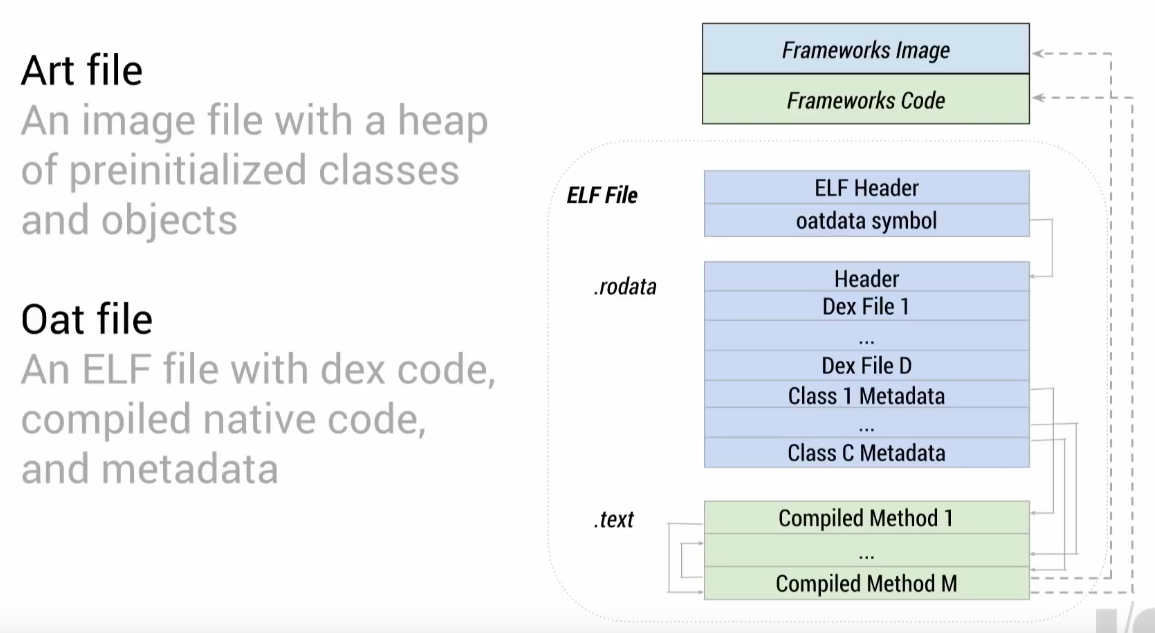 Art file
An image file with a heap
of preinitialized classes
and objects
Oat file
An ELF file with dex code,
compiled native code,
and metadata
Frameworks Image
Frameworks Code
ELF File
ELF Header
oatdata symbol
.rodata
Header
Dex File 1
...
Dex File D
Class 1 Metadata
...
Class C Metadata
.text
Compiled Method 1
...
Compiled Method M